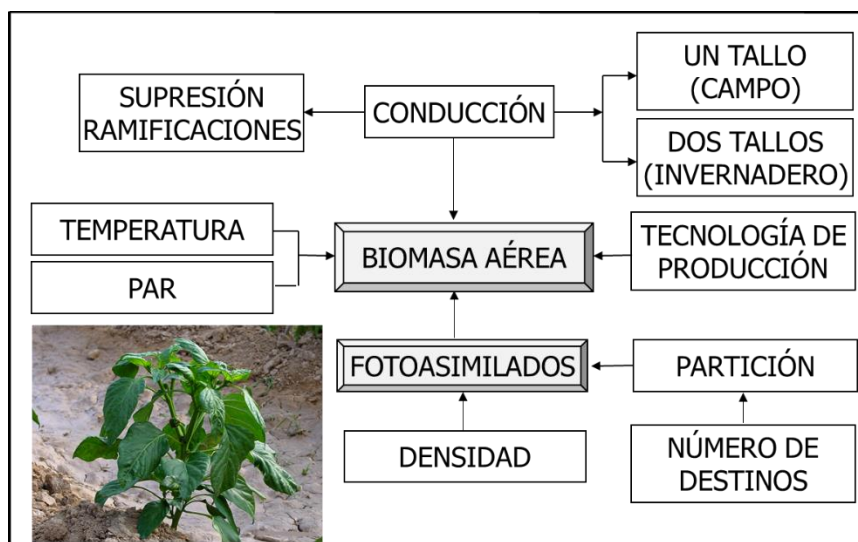 SUPRESIÓN
RAMIFICACIONES
CONDUCCIÓN
UN TALLO
(CAMPO)
DOS TALLOS
(INVERNADERO)
TEMPERATURA
PAR
BIOMASA AÉREA
TECNOLOGÍA DE
PRODUCCIÓN
FOTOASIMILADOS
PARTICIÓN
DENSIDAD
NÚMERO DE
DESTINOS